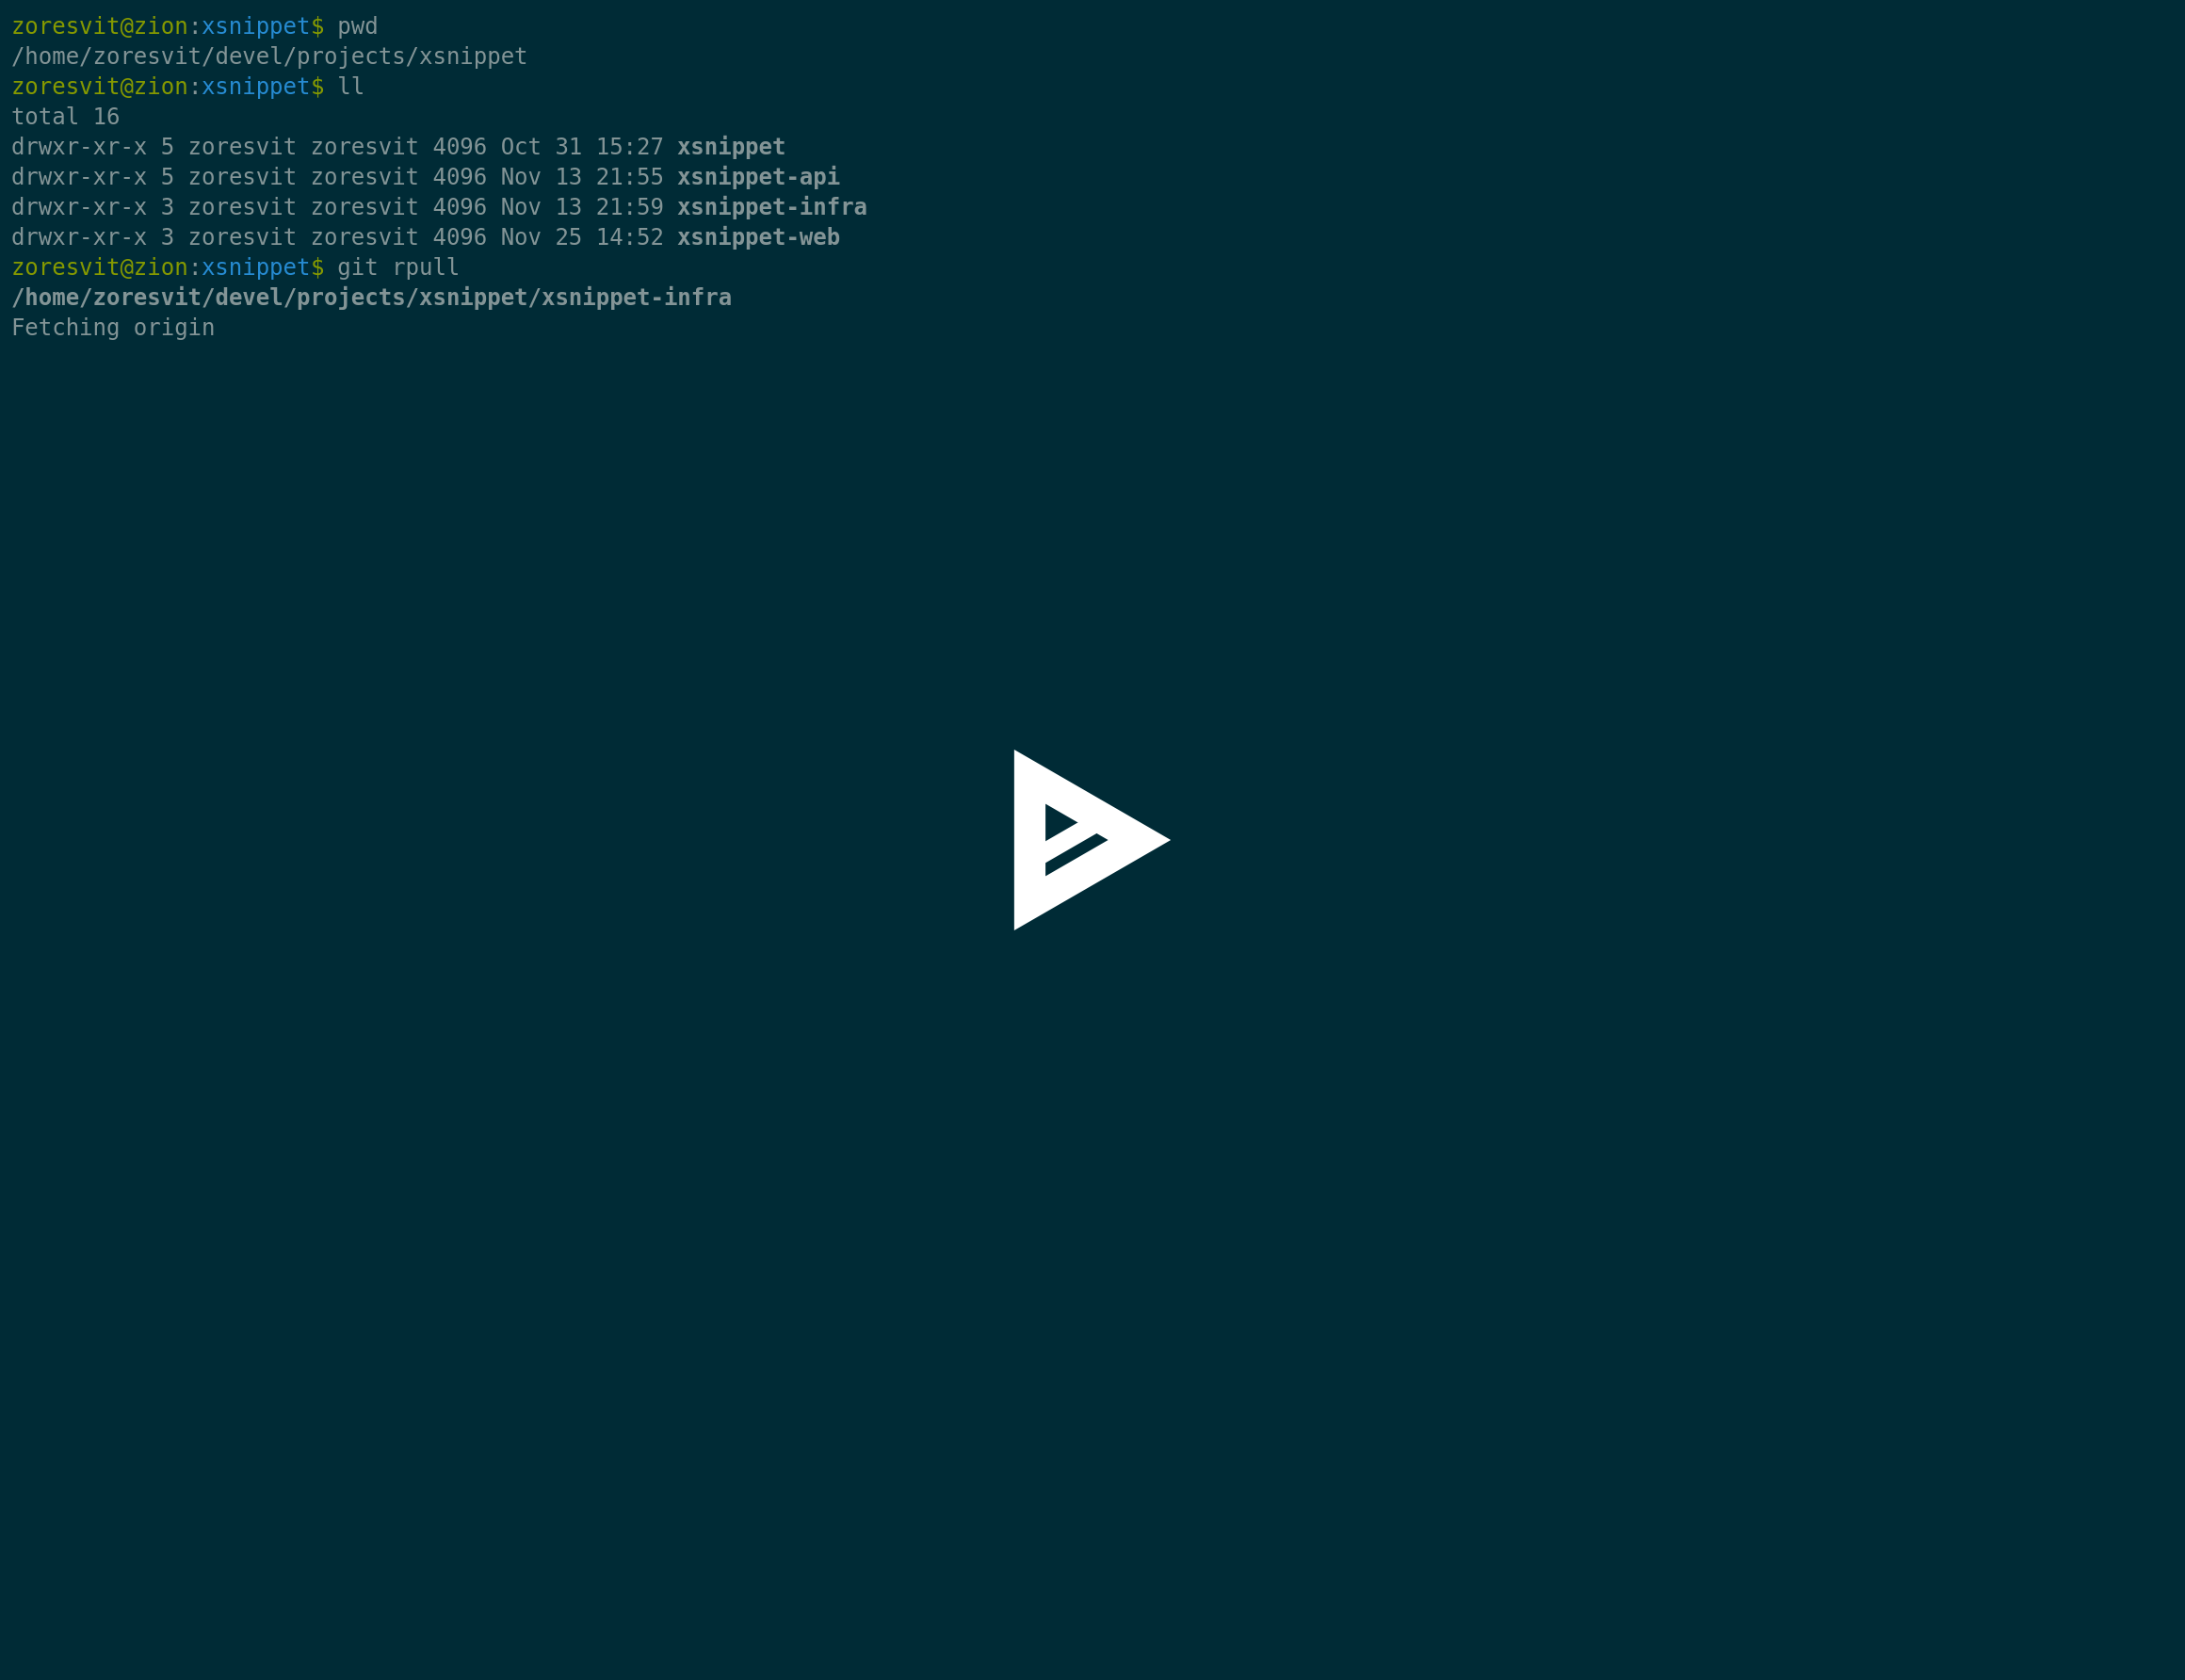 zoresvit@zion:xsnippet$ pwd
/home/zoresvit/devel/projects/xsnippet
zoresvit@zion:xsnippet$ ll
total 16
drwxr-xr-x 5 zoresvit zoresvit 4096 Oct 31 15:27 xsnippet
drwxr-xr-x 5 zoresvit zoresvit 4096 Nov 13 21:55 xsnippet-api
drwxr-xr-x 3 zoresvit zoresvit 4096 Nov 13 21:59 xsnippet-infra
drwxr-xr-x 3 zoresvit zoresvit 4096 Nov 25 14:52 xsnippet-web
zoresvit@zion:xsnippet$ git rpull
/home/zoresvit/devel/projects/xsnippet/xsnippet-infra
Fetching origin